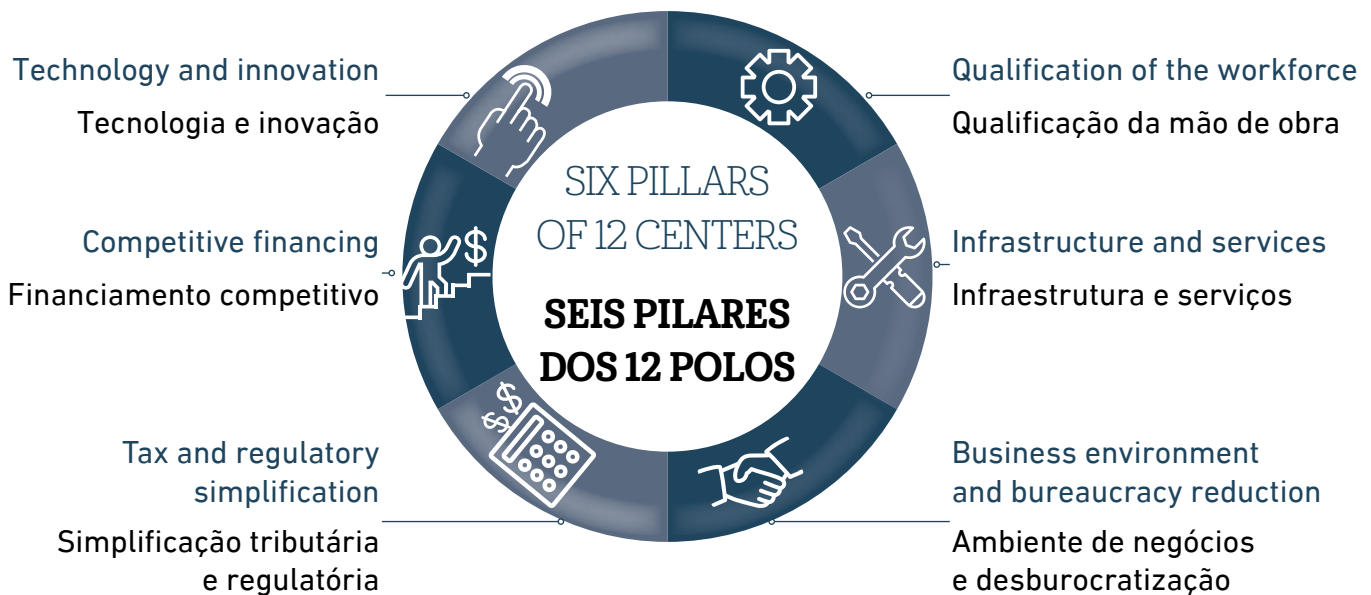 Technology and innovation
Tecnologia e inovação
Competitive financing
Financiamento competitivo
Tax and regulatory
simplification
Simplificação tributária
e regulatória
SIX PILLARS
OF 12 CENTERS
SEIS PILARES
DOS 12 POLOS
Qualification of the workforce
Qualificação da mão de obra
Infrastructure and services
Infraestrutura e serviços
Business environment
and bureaucracy reduction
Ambiente de negócios
e desburocratização
$
$
$